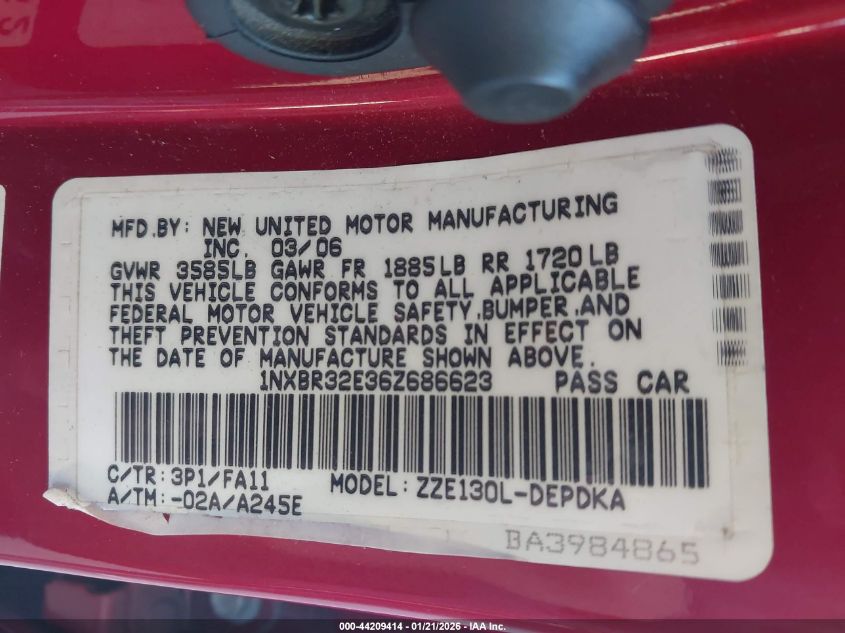 MFD.BY: NEW UNITED MOTOR MANUFACTURING
INC. 03/06
GVWR 3585LB GAWR FR 1885LB RR 1720LB
THIS VEHICLE CONFORMS TO ALL APPLICABLE
FEDERAL MOTOR VEHICLE SAFETY,BUMPER,AND
THEFT PREVENTION STANDARDS IN EFFECT ON
THE DATE OF MANUFACTURE SHOWN ABOVE.
1NXBR32E36Z686623 PASS CAR
C/TR: 3P1/FA11 MODEL: ZZE130L-DEPDKA
A/TM: -02A/A245E
BA3984865
000-44209414 - 01/21/2026 - www.iaai.com